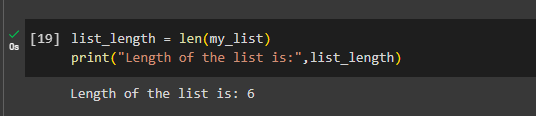 [19] list_length = len(my_list)
0s
print("Length of the list is:",list_length)
Length of the list is: 6